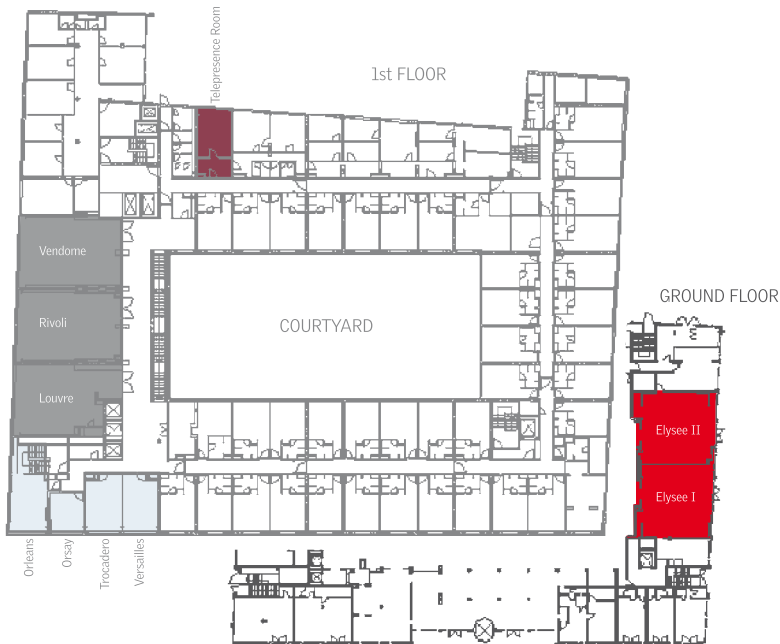 Telepresence Room
1st FLOOR
Vendome
GROUND FLOOR
Rivoli
COURTYARD
Louvre
Elysee II
Elysee I
Orleans
Orsay
Trocadero
Versailles